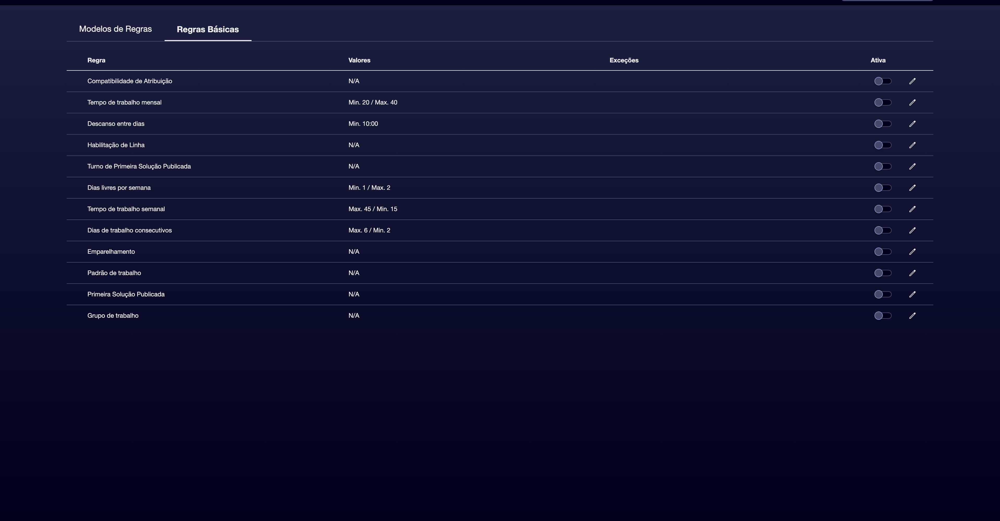 Modelos de Regras Regras Básicas
Regra Valores Exceções Ativa
Compatibilidade de Atribuição N/A
Tempo de trabalho mensal Min. 20 / Max. 40
Descanso entre dias Min. 10:00
Habilitação de Linha N/A
Turno de Primeira Solução Publicada N/A
Dias livres por semana Min. 1 / Max. 2
Tempo de trabalho semanal Max. 45 / Min. 15
Dias de trabalho consecutivos Max. 6 / Min. 2
Emparelhamento N/A
Padrão de trabalho N/A
Primeira Solução Publicada N/A
Grupo de trabalho N/A